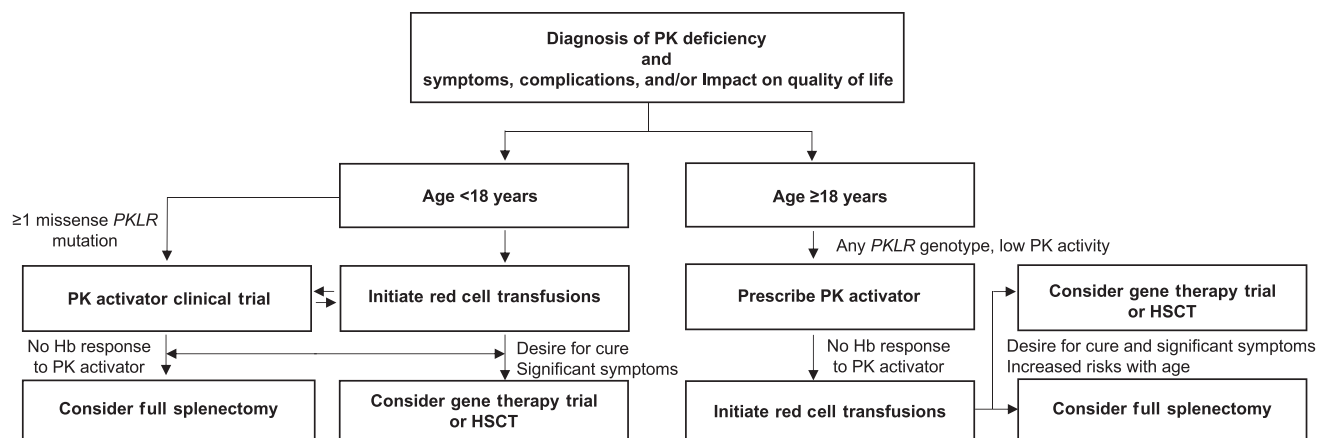 Diagnosis of PK deficiency
and
symptoms, complications, and/or Impact on quality of life
Age <18 years
Age ≥18 years
≥1 missense PKLR
mutation
Any PKLR genotype, low PK activity
PK activator clinical trial
Initiate red cell transfusions
Prescribe PK activator
Consider gene therapy trial
or HSCT
No Hb response
to PK activator
Desire for cure
Significant symptoms
No Hb response
to PK activator
Desire for cure and significant symptoms
Increased risks with age
Consider full splenectomy
Consider gene therapy trial
or HSCT
Initiate red cell transfusions
Consider full splenectomy